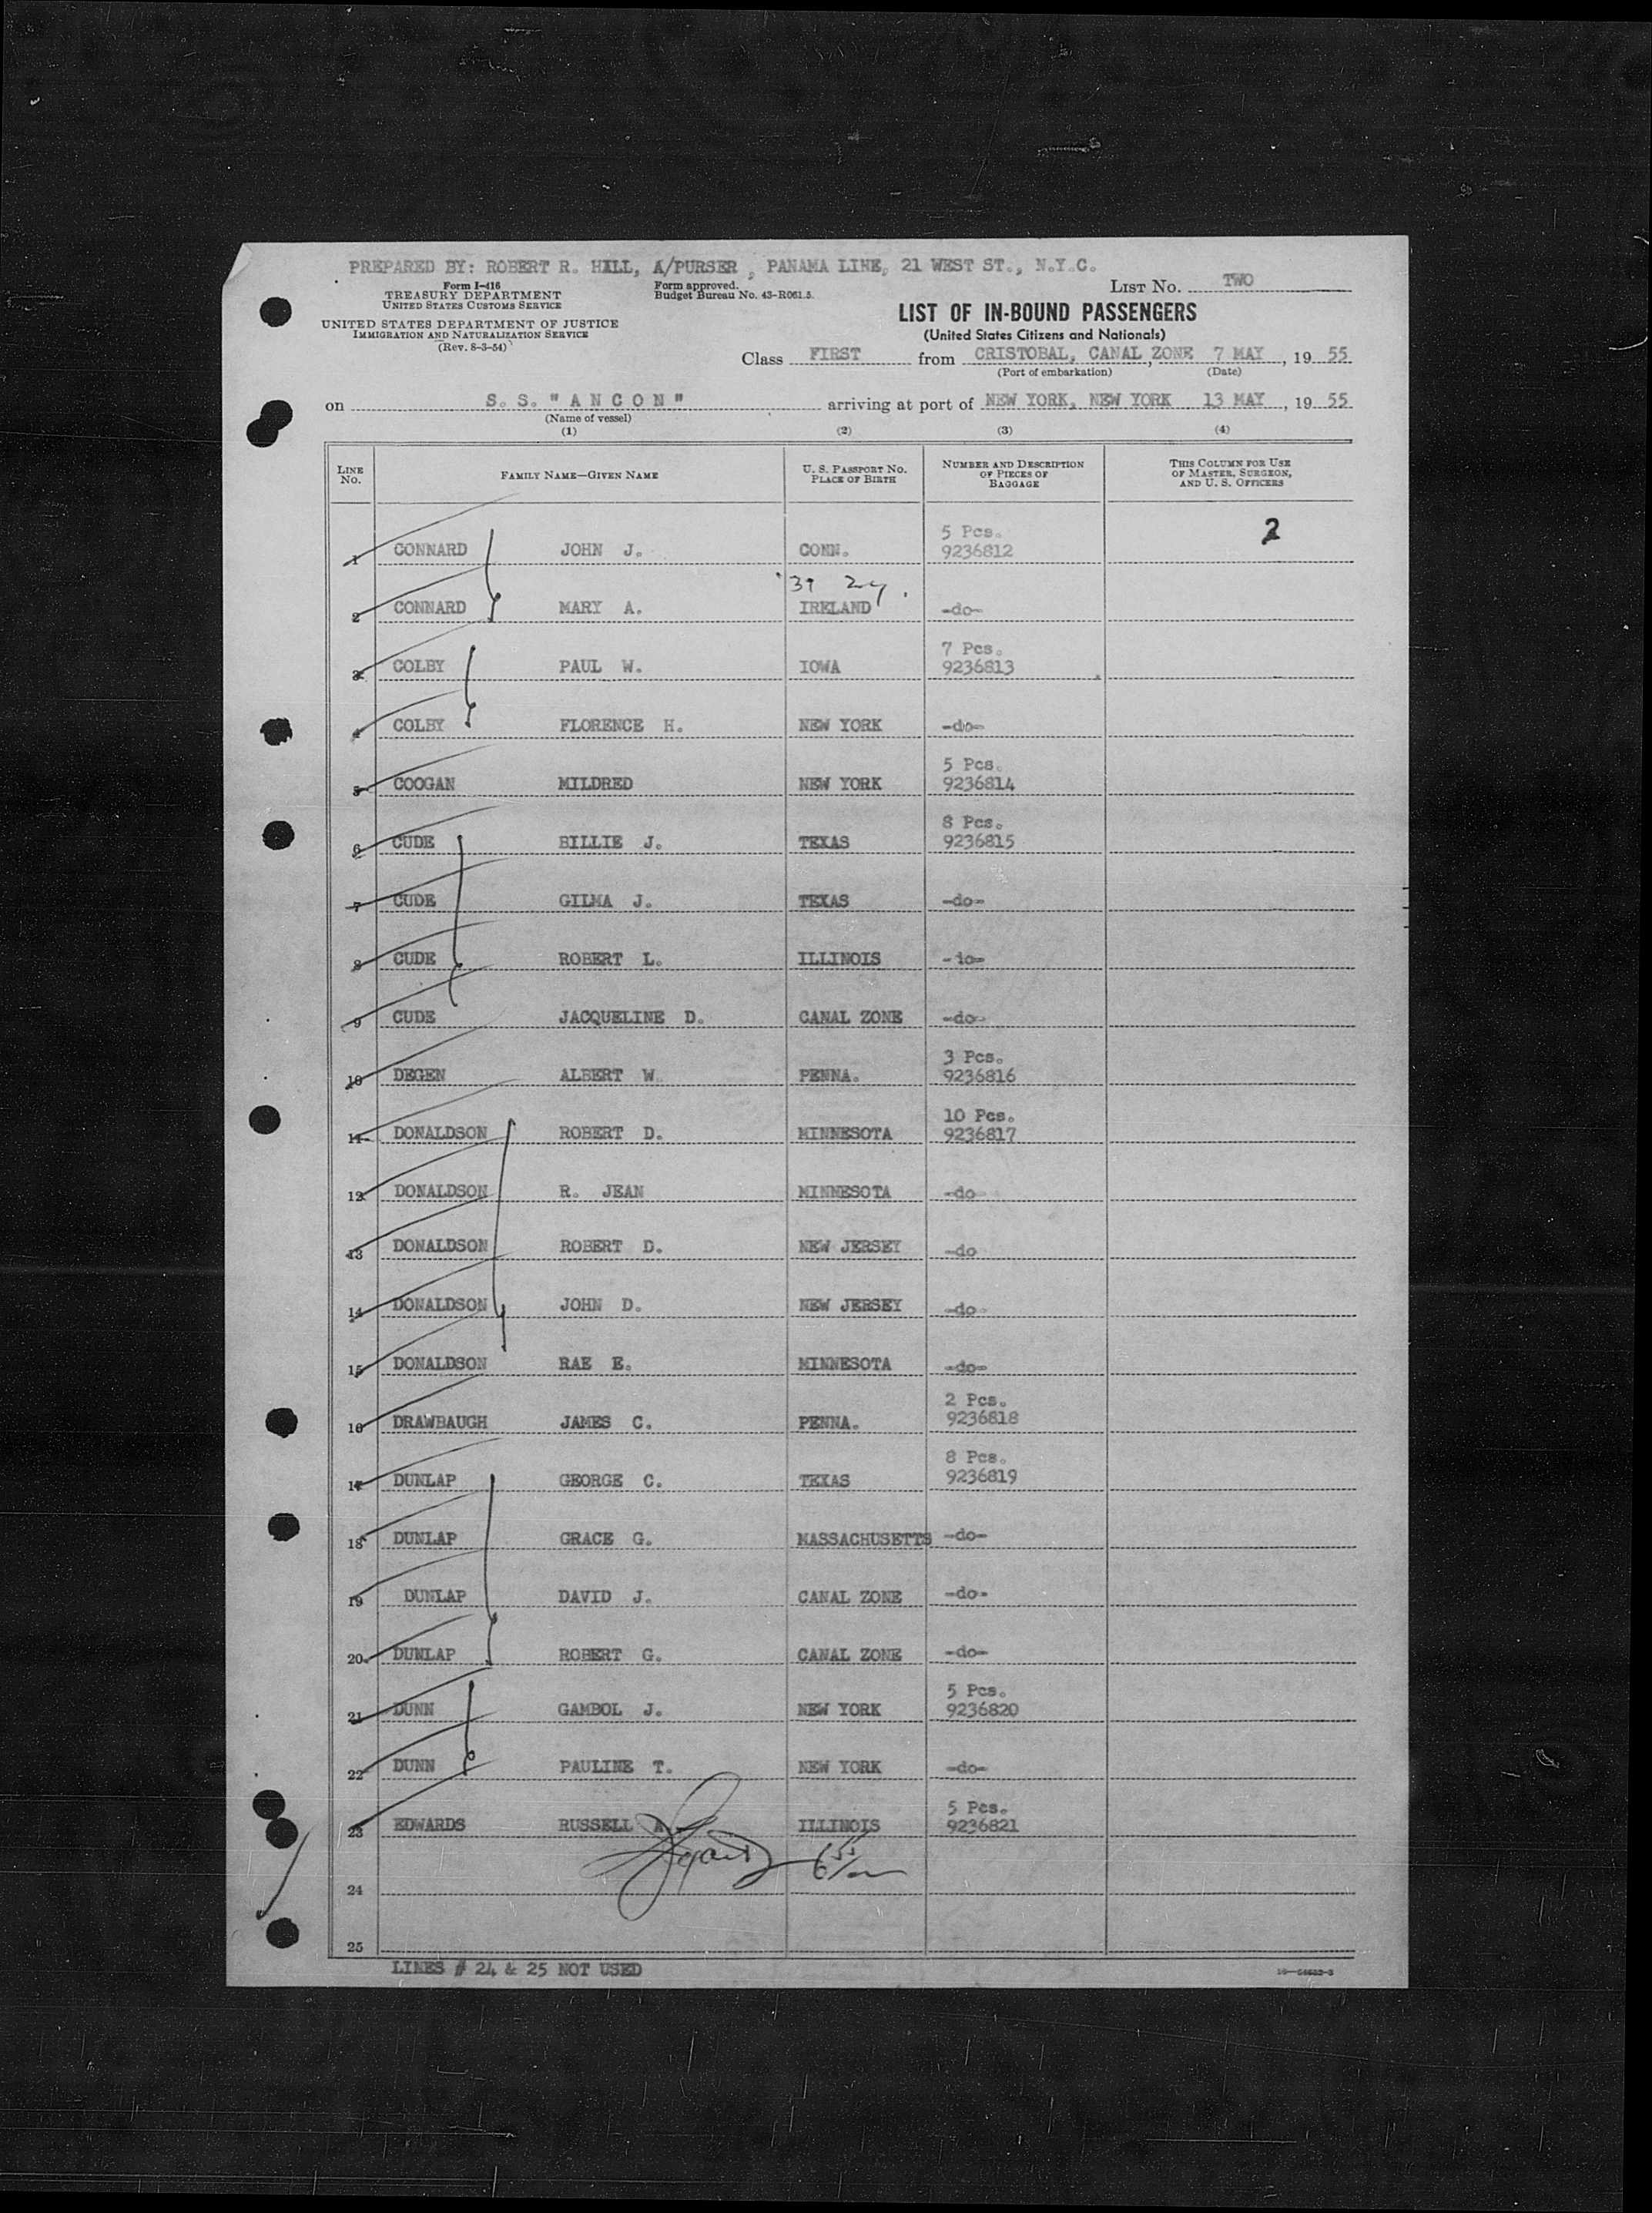 PREPARED BY: ROBERT R. HILL, A/PURSER , PANAMA LINE, 21 WEST ST., N.Y.C.
Form I-416
TREASURY DEPARTMENT
UNITED STATES CUSTOMS SERVICE
Form approved.
Budget Bureau No. 43-R061.5.
LIST NO. TWO
UNITED STATES DEPARTMENT OF JUSTICE
IMMIGRATION AND NATURALIZATION SERVICE
(Rev. 8-3-54)
LIST OF IN-BOUND PASSENGERS
(United States Citizens and Nationals)
Class FIRST from CRISTOBAL, CANAL ZONE, 7 MAY, 19 55
(Port of embarkation) (Date)
on S. S. "A N C O N" arriving at port of NEW YORK, NEW YORK 13 MAY, 19 55
(Name of vessel)
(1) (2) (3) (4)
LINE NO. FAMILY NAME—GIVEN NAME U. S. PASSPORT NO. PLACE OF BIRTH NUMBER AND DESCRIPTION OF PIECES OF BAGGAGE THIS COLUMN FOR USE OF MASTER, SURGEON, AND U. S. OFFICERS
5 Pcs. 2
1 CONNARD JOHN J. CONN. 9236812
2 CONNARD MARY A. IRELAND -do-
7 Pcs.
3 COLBY PAUL W. IOWA 9236813
4 COLBY FLORENCE H. NEW YORK -do-
5 Pcs.
5 COOGAN MILDRED NEW YORK 9236814
8 Pcs.
6 CUDE BILLIE J. TEXAS 9236815
7 CUDE GILMA J. TEXAS -do-
8 CUDE ROBERT L. ILLINOIS -do-
9 CUDE JACQUELINE D. CANAL ZONE -do-
3 Pcs.
10 DEGEN ALBERT W. PENNA. 9236816
10 Pcs.
11 DONALDSON ROBERT D. MINNESOTA 9236817
12 DONALDSON R. JEAN MINNESOTA -do-
13 DONALDSON ROBERT D. NEW JERSEY -do
14 DONALDSON JOHN D. NEW JERSEY -do-
15 DONALDSON RAE E. MINNESOTA -do-
2 Pcs.
16 DRAWBAUGH JAMES C. PENNA. 9236818
8 Pcs.
17 DUNLAP GEORGE C. TEXAS 9236819
18 DUNLAP GRACE G. MASSACHUSETTS -do-
19 DUNLAP DAVID J. CANAL ZONE -do-
20 DUNLAP ROBERT G. CANAL ZONE -do-
5 Pcs.
21 DUNN GAMBOL J. NEW YORK 9236820
22 DUNN PAULINE T. NEW YORK -do-
5 Pcs.
23 EDWARDS RUSSELL A. ILLINOIS 9236821
24
25
LINES # 24 & 25 NOT USED